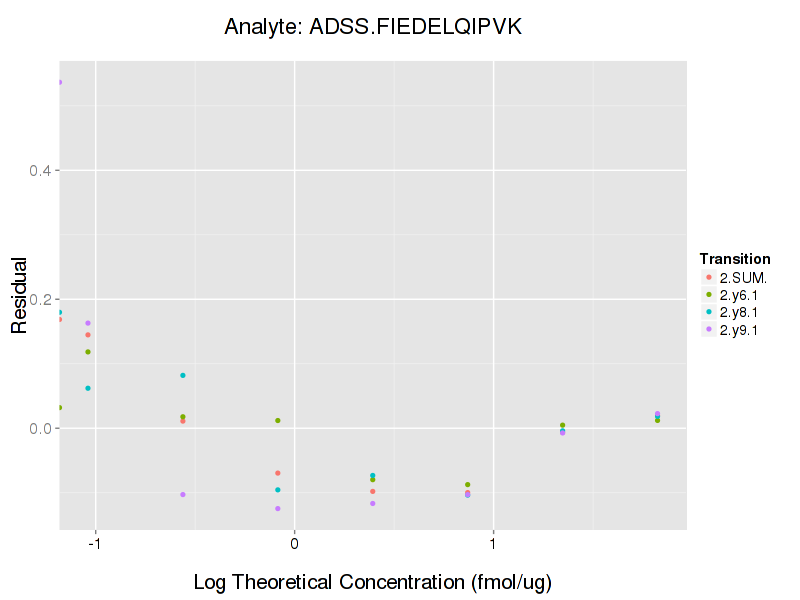 Analyte: ADSS.FIEDELQIPVK
Residual
0.4
0.2
0.0
-1
0
1
Log Theoretical Concentration (fmol/ug)
Transition
2.SUM.
2.y6.1
2.y8.1
2.y9.1